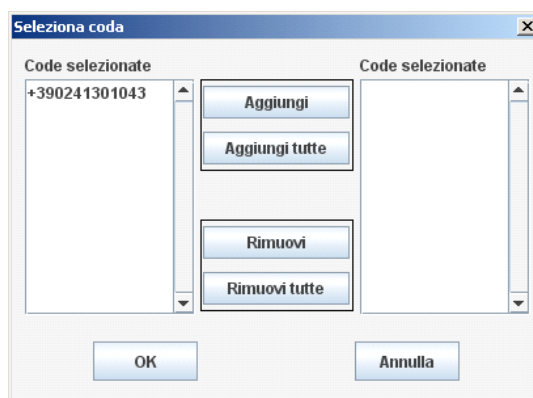 Seleziona coda
Code selezionate
Code selezionate
+390241301043
Aggiungi
Aggiungi tutte
Rimuovi
Rimuovi tutte
OK
Annulla